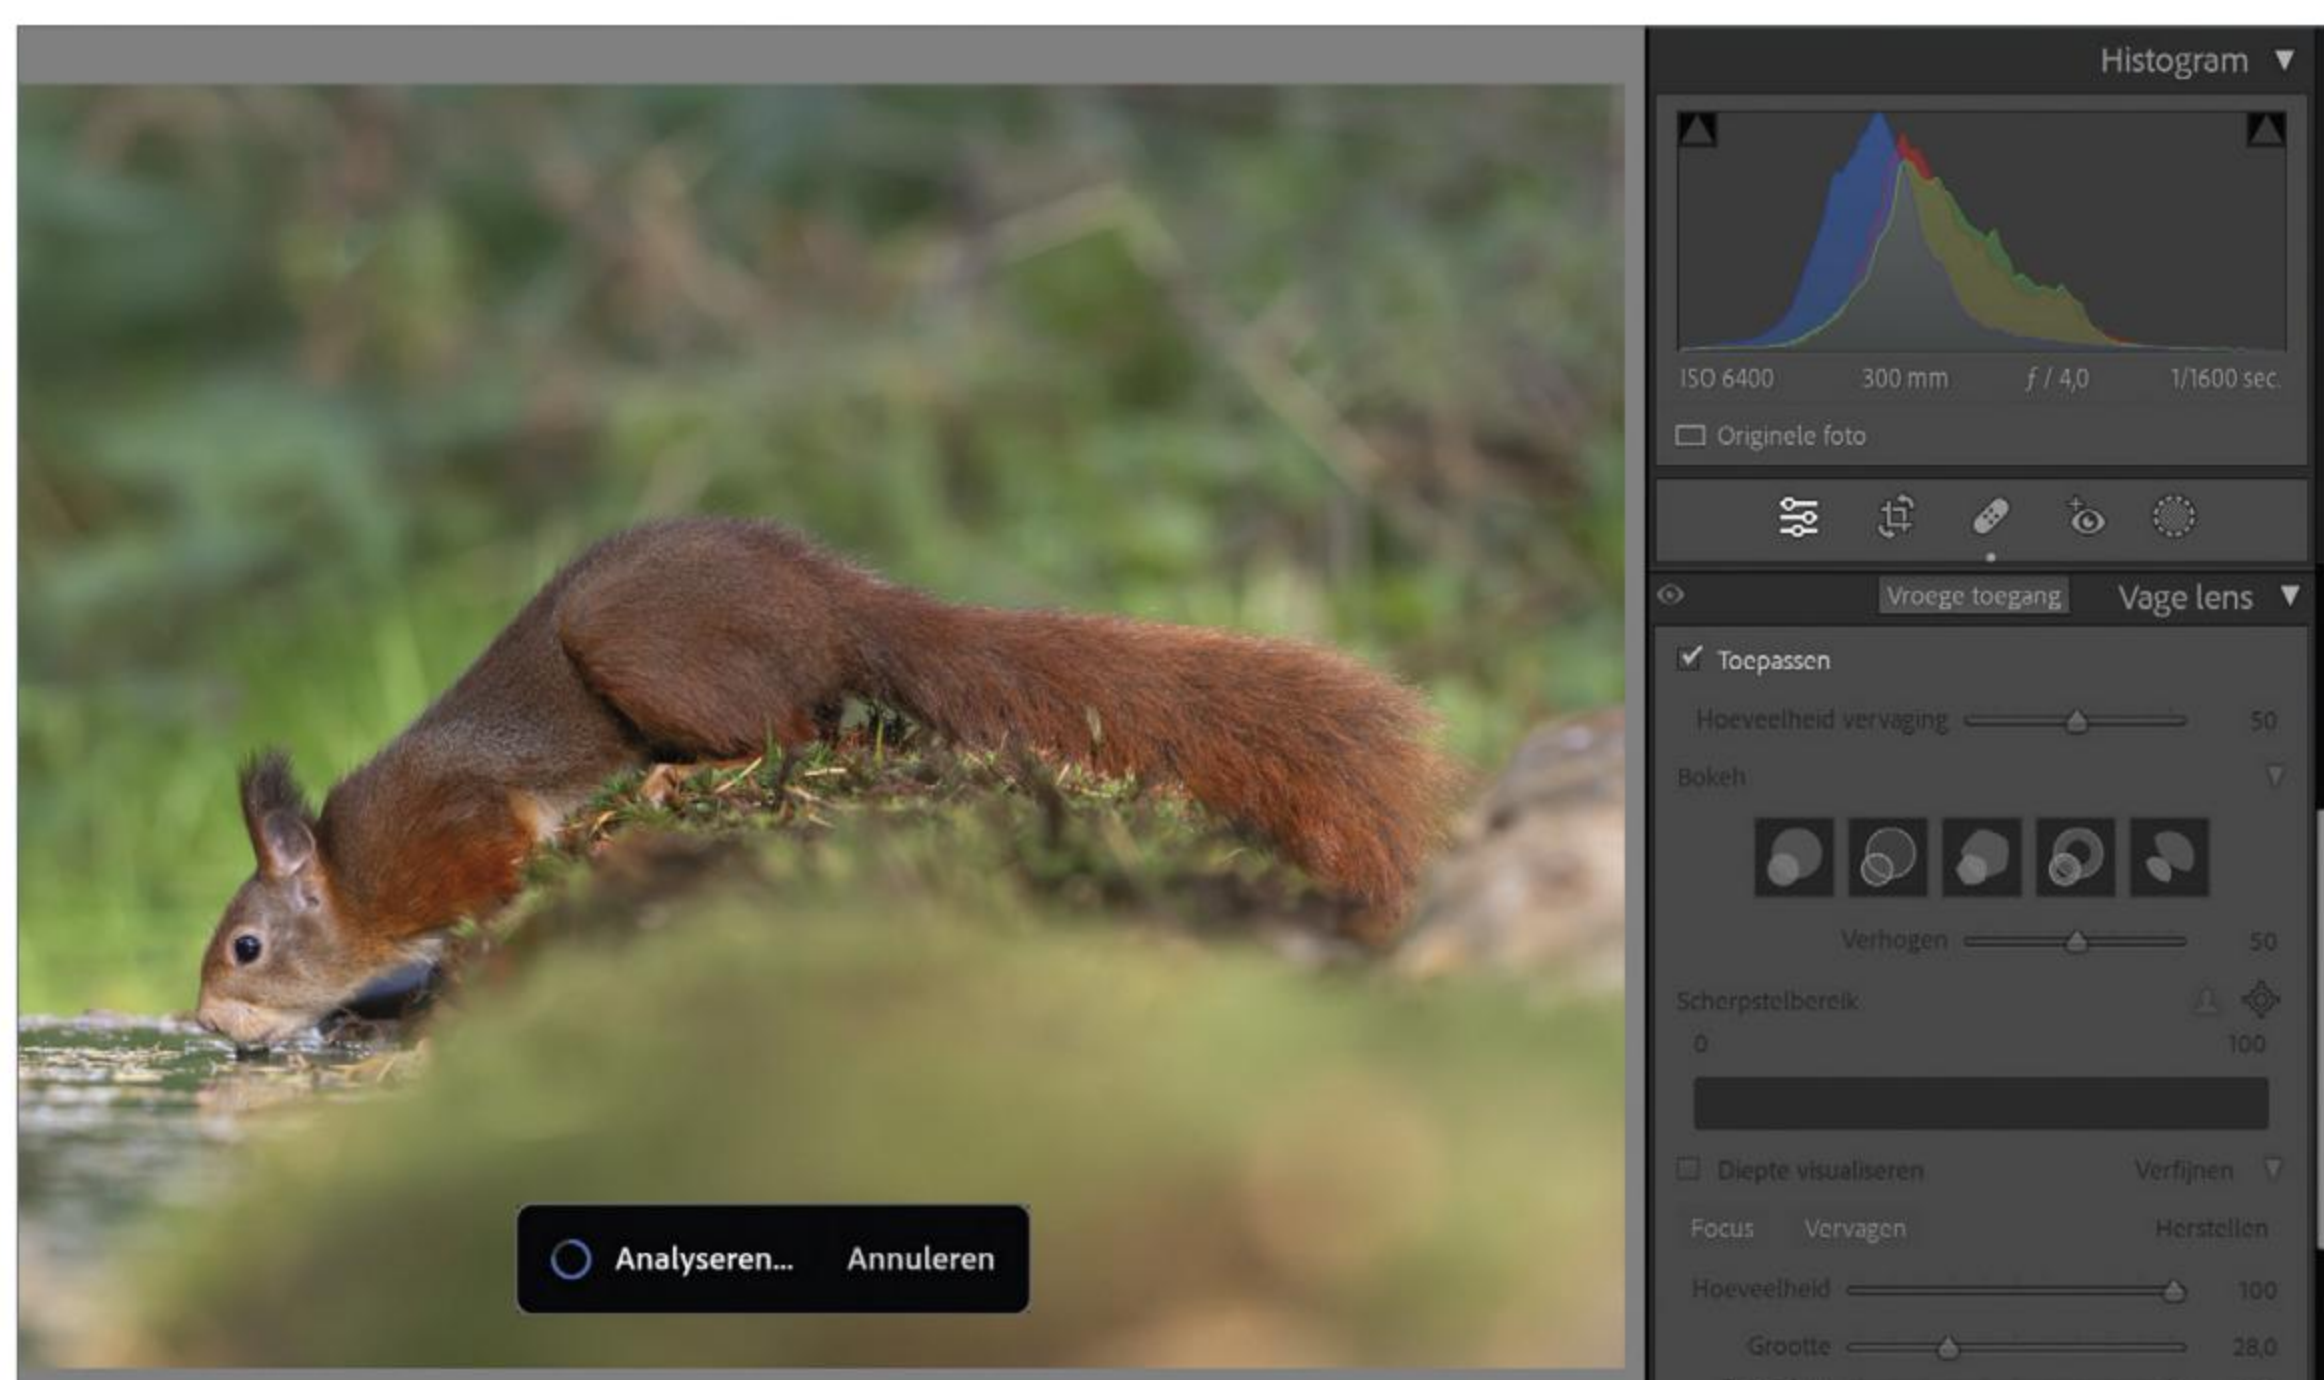 Histogram
ISO 6400 300 mm ƒ / 4,0 1/1600 sec.
Originele foto
Vroege toegang Vage lens
Toepassen
Hoeveelheid vervaging 50
Bokeh
Verhogen 50
Scherpstelbereik
0 100
Diepte visualiseren Verfijnen
Focus Vervagen Herstellen
Analyseren... Annuleren
Hoeveelheid 100
Grootte 28,0